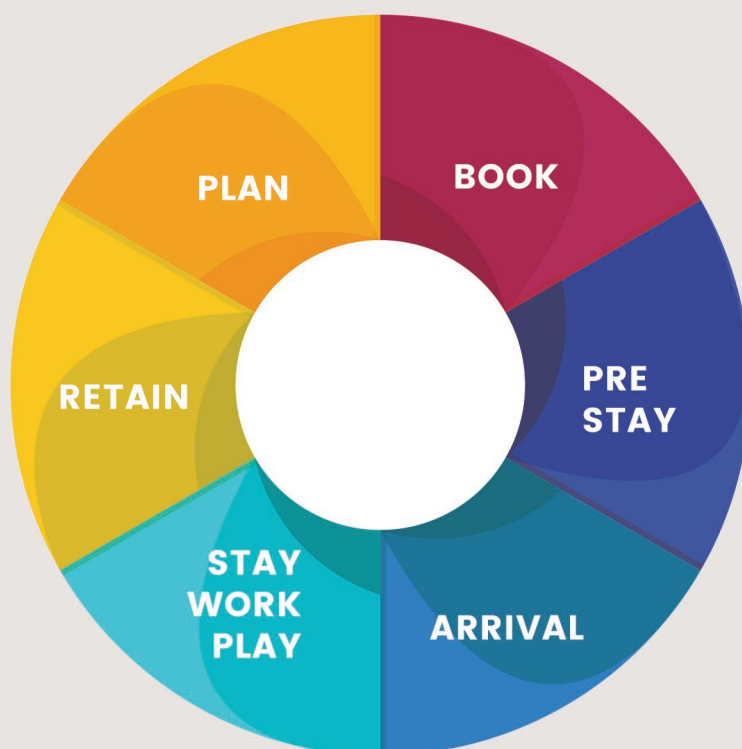 PLAN
BOOK
PRE
STAY
ARRIVAL
STAY
WORK
PLAY
RETAIN